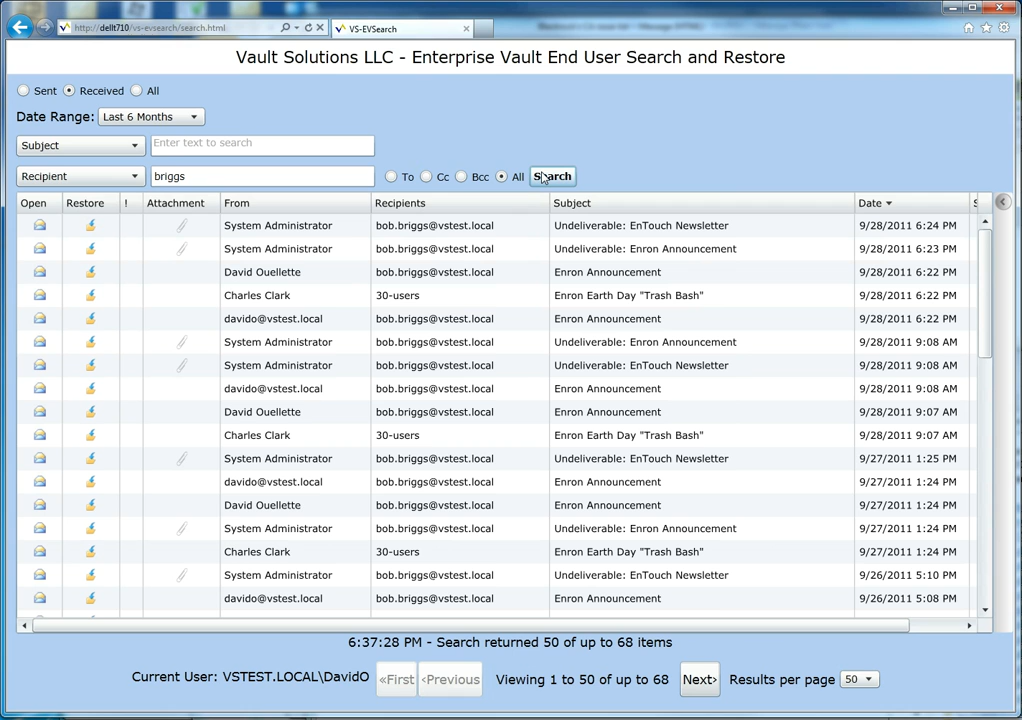 http://dellt710/vs-evsearch/search.html
VS-EVSearch
Vault Solutions LLC - Enterprise Vault End User Search and Restore
Sent Received All
Date Range: Last 6 Months
Subject Enter text to search
Recipient briggs To Cc Bcc All Search
Open Restore ! Attachment From Recipients Subject Date S
System Administrator bob.briggs@vstest.local Undeliverable: EnTouch Newsletter 9/28/2011 6:24 PM
System Administrator bob.briggs@vstest.local Undeliverable: Enron Announcement 9/28/2011 6:23 PM
David Ouellette bob.briggs@vstest.local Enron Announcement 9/28/2011 6:22 PM
Charles Clark 30-users Enron Earth Day "Trash Bash" 9/28/2011 6:22 PM
davido@vstest.local bob.briggs@vstest.local Enron Announcement 9/28/2011 6:22 PM
System Administrator bob.briggs@vstest.local Undeliverable: Enron Announcement 9/28/2011 9:08 AM
System Administrator bob.briggs@vstest.local Undeliverable: EnTouch Newsletter 9/28/2011 9:08 AM
davido@vstest.local bob.briggs@vstest.local Enron Announcement 9/28/2011 9:08 AM
David Ouellette bob.briggs@vstest.local Enron Announcement 9/28/2011 9:07 AM
Charles Clark 30-users Enron Earth Day "Trash Bash" 9/28/2011 9:07 AM
System Administrator bob.briggs@vstest.local Undeliverable: EnTouch Newsletter 9/27/2011 1:25 PM
davido@vstest.local bob.briggs@vstest.local Enron Announcement 9/27/2011 1:24 PM
David Ouellette bob.briggs@vstest.local Enron Announcement 9/27/2011 1:24 PM
System Administrator bob.briggs@vstest.local Undeliverable: Enron Announcement 9/27/2011 1:24 PM
Charles Clark 30-users Enron Earth Day "Trash Bash" 9/27/2011 1:24 PM
System Administrator bob.briggs@vstest.local Undeliverable: EnTouch Newsletter 9/26/2011 5:10 PM
davido@vstest.local bob.briggs@vstest.local Enron Announcement 9/26/2011 5:08 PM
6:37:28 PM - Search returned 50 of up to 68 items
Current User: VSTEST.LOCAL\DavidO «First ‹Previous Viewing 1 to 50 of up to 68 Next› Results per page 50